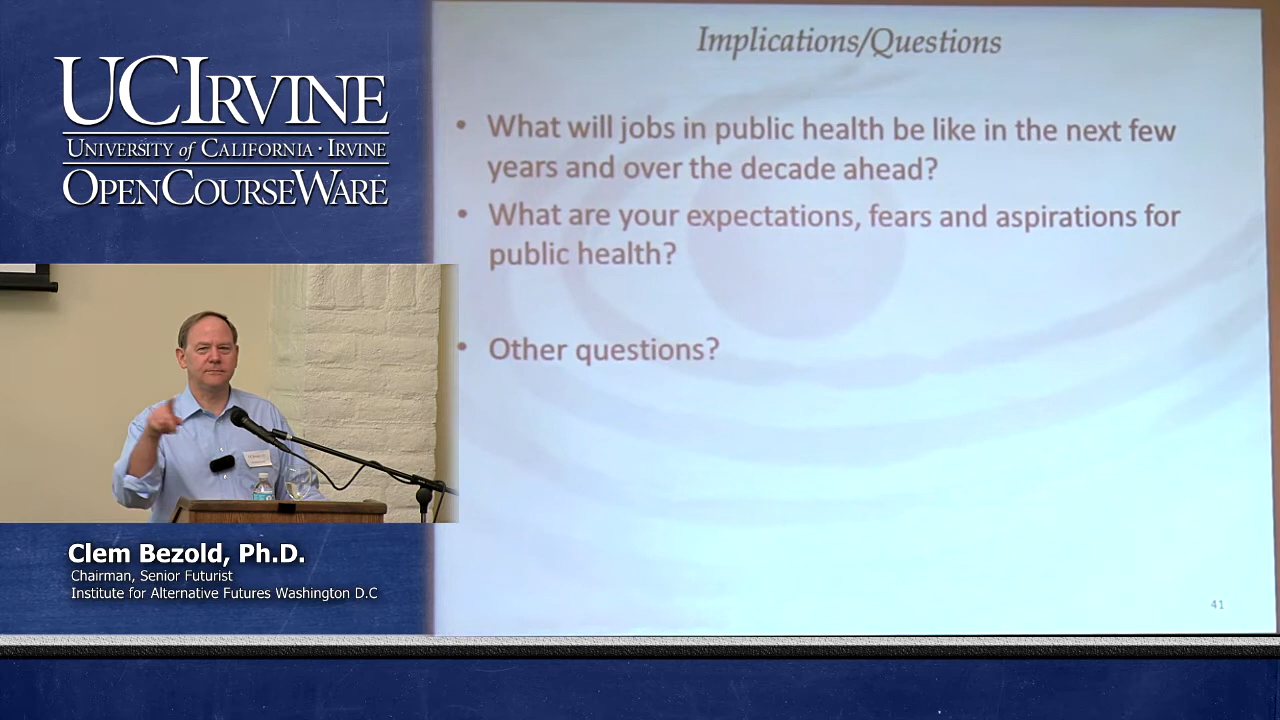 UCIRVINE
UNIVERSITY of CALIFORNIA · IRVINE
OPENCOURSEWARE
Implications/Questions
• What will jobs in public health be like in the next few
years and over the decade ahead?
• What are your expectations, fears and aspirations for
public health?
• Other questions?
41
Clem Bezold, Ph.D.
Chairman, Senior Futurist
Institute for Alternative Futures Washington D.C